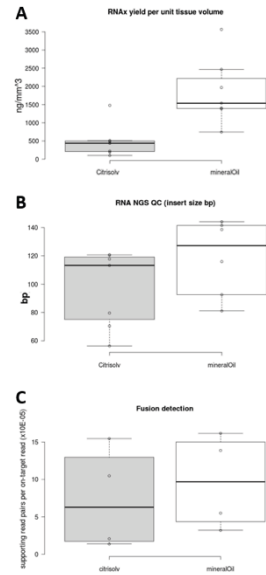 A
RNAx yield per unit tissue volume
ng/mm^3
3500
3000
2500
2000
1500
1000
500
0
Citrisolv mineralOil
B
RNA NGS QC (insert size bp)
bp
140
120
100
80
60
Citrisolv mineralOil
C
Fusion detection
supporting read pairs per on-target read (x10E-05)
15
10
5
0
citrisolv mineralOil